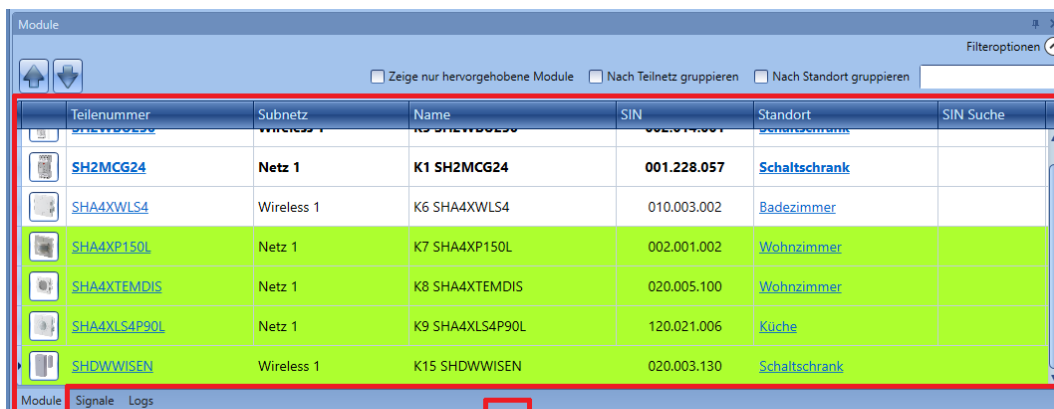 Module
Filteroptionen
Zeige nur hervorgehobene Module Nach Teilnetz gruppieren Nach Standort gruppieren
Teilenummer Subnetz Name SIN Standort SIN Suche
Schaltschrank
SH2MCG24 Netz 1 K1 SH2MCG24 001.228.057 Schaltschrank
SHA4XWLS4 Wireless 1 K6 SHA4XWLS4 010.003.002 Badezimmer
SHA4XP150L Netz 1 K7 SHA4XP150L 002.001.002 Wohnzimmer
SHA4XTEMDIS Netz 1 K8 SHA4XTEMDIS 020.005.100 Wohnzimmer
SHA4XLS4P90L Netz 1 K9 SHA4XLS4P90L 120.021.006 Küche
SHDWWISEN Wireless 1 K15 SHDWWISEN 020.003.130 Schaltschrank
Module Signale Logs